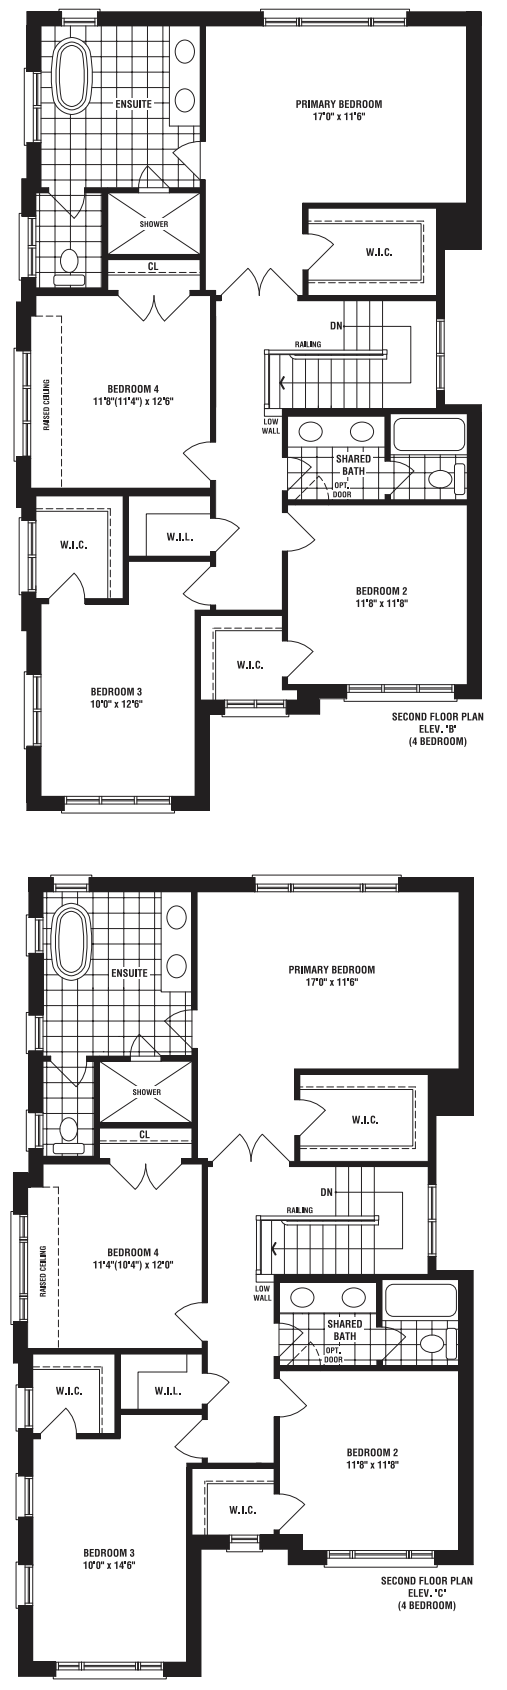 ENSUITE
PRIMARY BEDROOM
17'0" x 11'6"
SHOWER
W.I.C.
CL
DN
RAILING
BEDROOM 4
11'8"(11'4") x 12'6"
RAISED CEILING
LOW
WALL
SHARED
BATH
OPT.
DOOR
W.I.C.
W.I.L.
BEDROOM 2
11'8" x 11'8"
W.I.C.
BEDROOM 3
10'0" x 12'6"
SECOND FLOOR PLAN
ELEV. 'B'
(4 BEDROOM)
ENSUITE
PRIMARY BEDROOM
17'0" x 11'6"
SHOWER
W.I.C.
CL
DN
RAILING
BEDROOM 4
11'4"(10'4") x 12'0"
RAISED CEILING
LOW
WALL
SHARED
BATH
OPT.
DOOR
W.I.C.
W.I.L.
BEDROOM 2
11'8" x 11'8"
W.I.C.
BEDROOM 3
10'0" x 14'6"
SECOND FLOOR PLAN
ELEV. 'C'
(4 BEDROOM)